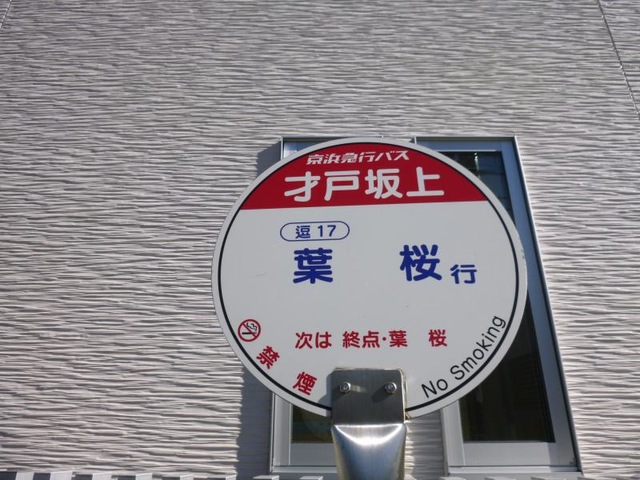 京浜急行バス
才戸坂上
逗17
葉 桜行
次は 終点・葉 桜
禁煙
No Smoking